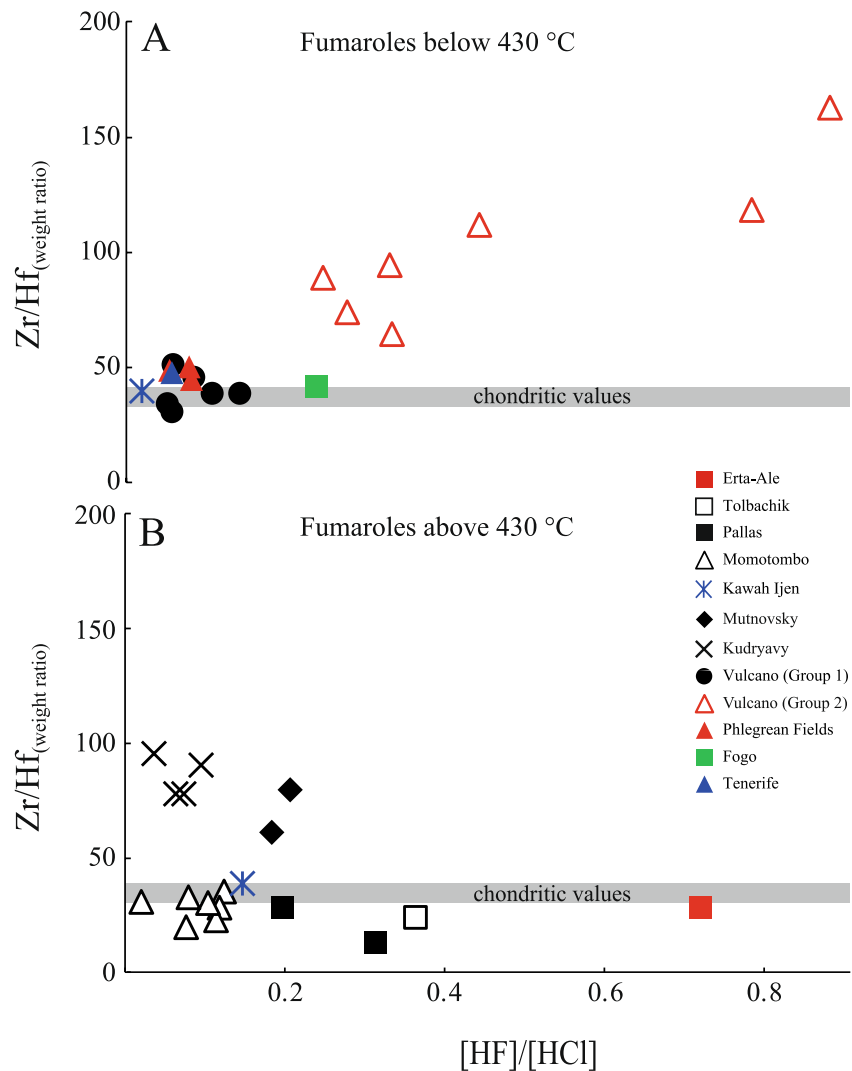 A
Fumaroles below 430 °C
200
150
100
50
0
Zr/Hf(weight ratio)
chondritic values
B
Fumaroles above 430 °C
200
150
100
50
0
Zr/Hf(weight ratio)
chondritic values
Erta-Ale
Tolbachik
Pallas
Momotombo
Kawah Ijen
Mutnovsky
Kudryavy
Vulcano (Group 1)
Vulcano (Group 2)
Phlegrean Fields
Fogo
Tenerife
0.2 0.4 0.6 0.8
[HF]/[HCl]